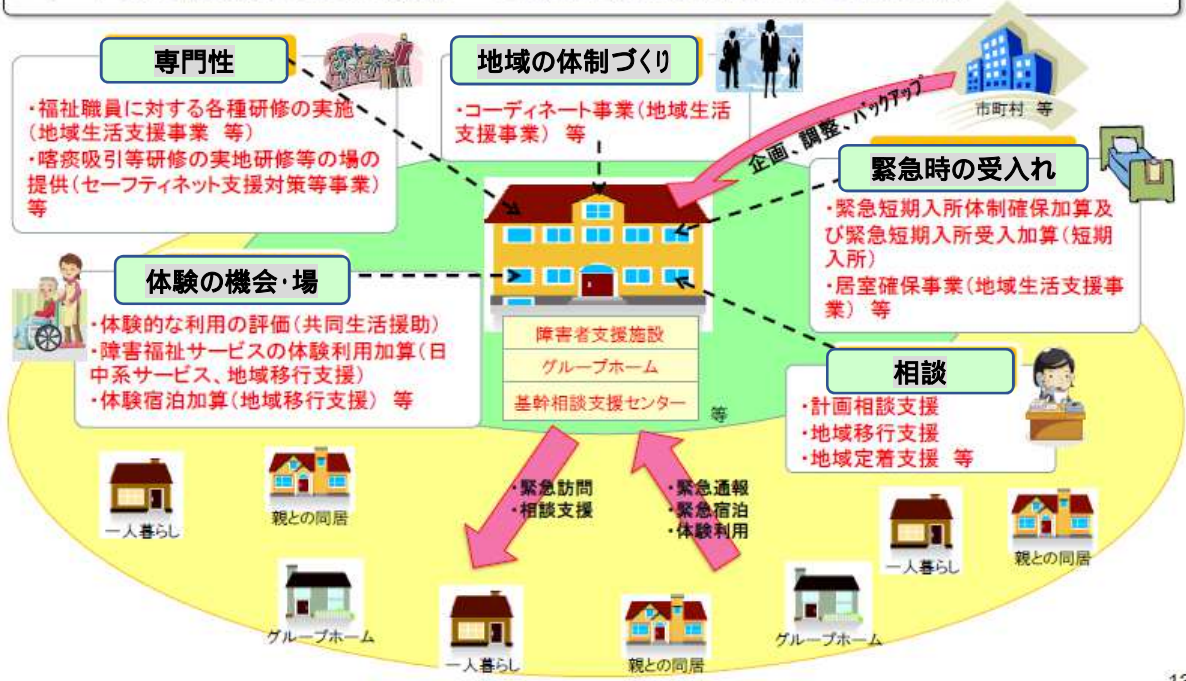 専門性
・福祉職員に対する各種研修の実施
(地域生活支援事業 等)
・喀痰吸引等研修の実地研修等の場の
提供(セーフティネット支援対策等事業)
等
地域の体制づくり
・コーディネート事業(地域生活
支援事業) 等
市町村 等
企画、調整、バックアップ
緊急時の受入れ
・緊急短期入所体制確保加算及
び緊急短期入所受入加算(短期
入所)
・居室確保事業(地域生活支援事
業) 等
体験の機会・場
・体験的な利用の評価(共同生活援助)
・障害福祉サービスの体験利用加算(日
中系サービス、地域移行支援)
・体験宿泊加算(地域移行支援) 等
障害者支援施設
グループホーム
基幹相談支援センター
等
相談
・計画相談支援
・地域移行支援
・地域定着支援 等
・緊急訪問
・相談支援
・緊急通報
・緊急宿泊
・体験利用
一人暮らし
親との同居
グループホーム
一人暮らし
親との同居
グループホーム
一人暮らし
親との同居